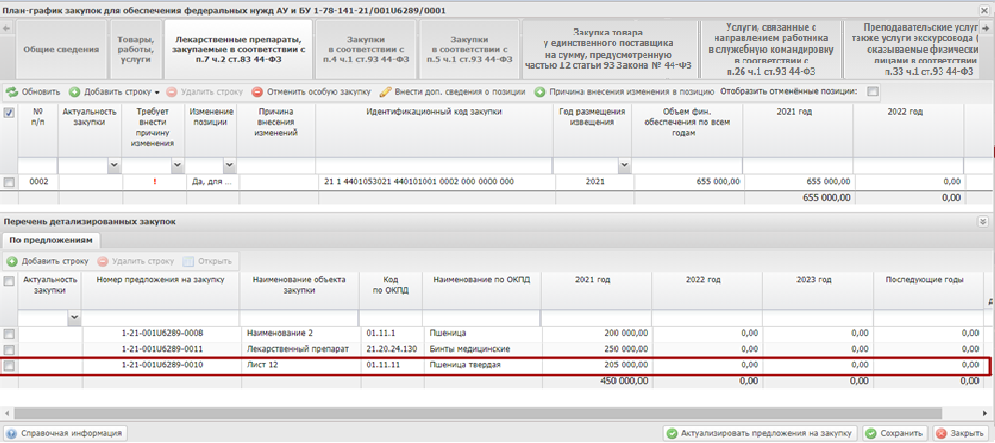 План-график закупок для обеспечения федеральных нужд АУ и БУ 1-78-141-21/001U6289/0001
Общие сведения
Товары,
работы,
услуги
Лекарственные препараты,
закупаемые в соответствии с
п.7 ч.2 ст.83 44-ФЗ
Закупки
в соответствии с
п.4 ч.1 ст.93 44-ФЗ
Закупки
в соответствии с
п.5 ч.1 ст.93 44-ФЗ
Закупка товара
у единственного поставщика
на сумму, предусмотренную
частью 12 статьи 93 Закона № 44-ФЗ
Услуги, связанные с
направлением работника
в служебную командировку
в соответствии с
п.26 ч.1 ст.93 44-ФЗ
Преподавательские услуг
также услуги экскурсовода (
оказываемые физически
лицами в соответствии
п.33 ч.1 ст.93 44-ФЗ
Обновить Добавить строку Удалить строку Отменить особую закупку Внести доп. сведения о позиции Причина внесения изменения в позицию Отобразить отменённые позиции:
№
п/п
Актуальность
закупки
Требует
внести
причину
изменения
Изменение
позиции
Причина
внесения
изменений
Идентификационный код закупки
Год размещения
извещения
Объем фин.
обеспечения по всем
годам
2021 год
2022 год
0002 ! Да, для ... 21 1 4401053021 440101001 0002 000 0000 000 2021 655 000,00 655 000,00 0,00
655 000,00 0,00
Перечень детализированных закупок
По предложениям
Добавить строку Удалить строку Открыть
Актуальность
закупки
Номер предложения на закупку
Наименование объекта
закупки
Код
по ОКПД
Наименование по ОКПД
2021 год
2022 год
2023 год
Последующие годы
д
1-21-001U6289-0008 Наименование 2 01.11.1 Пшеница 200 000,00 0,00 0,00 0,00
1-21-001U6289-0011 Лекарственный препарат 21.20.24.130 Бинты медицинские 250 000,00 0,00 0,00 0,00
1-21-001U6289-0010 Лист 12 01.11.11 Пшеница твердая 205 000,00 0,00 0,00 0,00
450 000,00 0,00 0,00 0,00
Справочная информация Актуализировать предложения на закупку Сохранить Закрыть